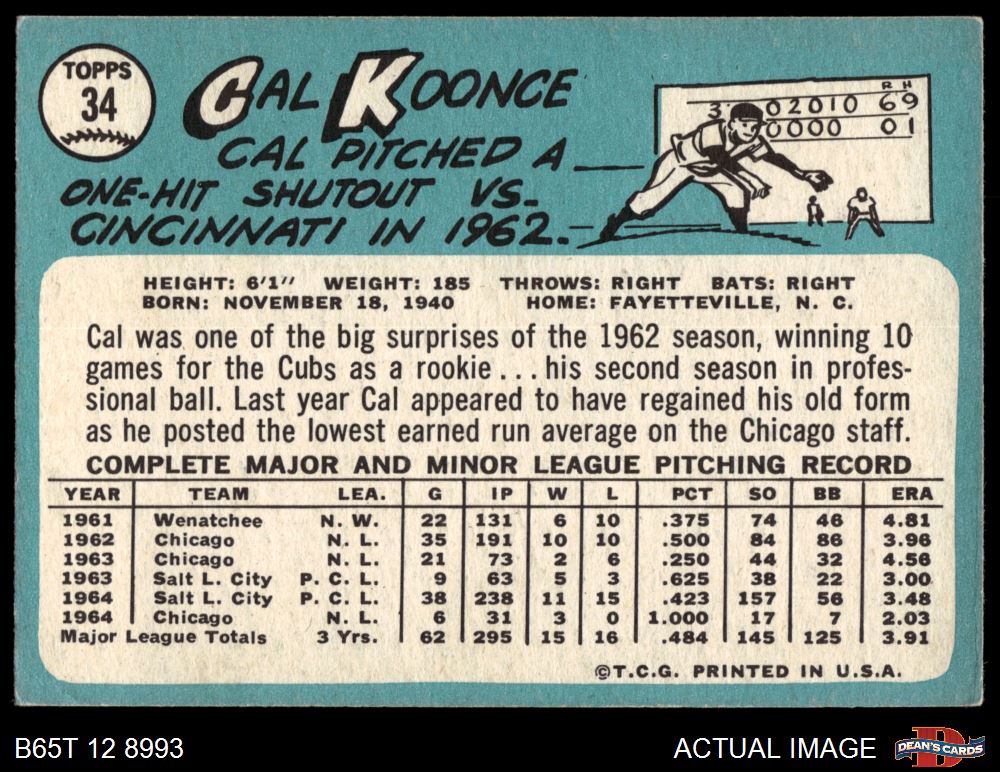 TOPPS
34
CAL KOONCE
CAL PITCHED A
ONE-HIT SHUTOUT VS.
CINCINNATI IN 1962.
R H
3 02010 6 9
0000 0 1
HEIGHT: 6'1" WEIGHT: 185 THROWS: RIGHT BATS: RIGHT
BORN: NOVEMBER 18, 1940 HOME: FAYETTEVILLE, N. C.
Cal was one of the big surprises of the 1962 season, winning 10
games for the Cubs as a rookie . . . his second season in profes-
sional ball. Last year Cal appeared to have regained his old form
as he posted the lowest earned run average on the Chicago staff.
COMPLETE MAJOR AND MINOR LEAGUE PITCHING RECORD
YEAR TEAM LEA. G IP W L PCT SO BB ERA
1961 Wenatchee N. W. 22 131 6 10 .375 74 46 4.81
1962 Chicago N. L. 35 191 10 10 .500 84 86 3.96
1963 Chicago N. L. 21 73 2 6 .250 44 32 4.56
1963 Salt L. City P. C. L. 9 63 5 3 .625 38 22 3.00
1964 Salt L. City P. C. L. 38 238 11 15 .423 157 56 3.48
1964 Chicago N. L. 6 31 3 0 1.000 17 7 2.03
Major League Totals 3 Yrs. 62 295 15 16 .484 145 125 3.91
©T.C.G. PRINTED IN U.S.A.
B65T 12 8993
ACTUAL IMAGE
DEAN'S CARDS